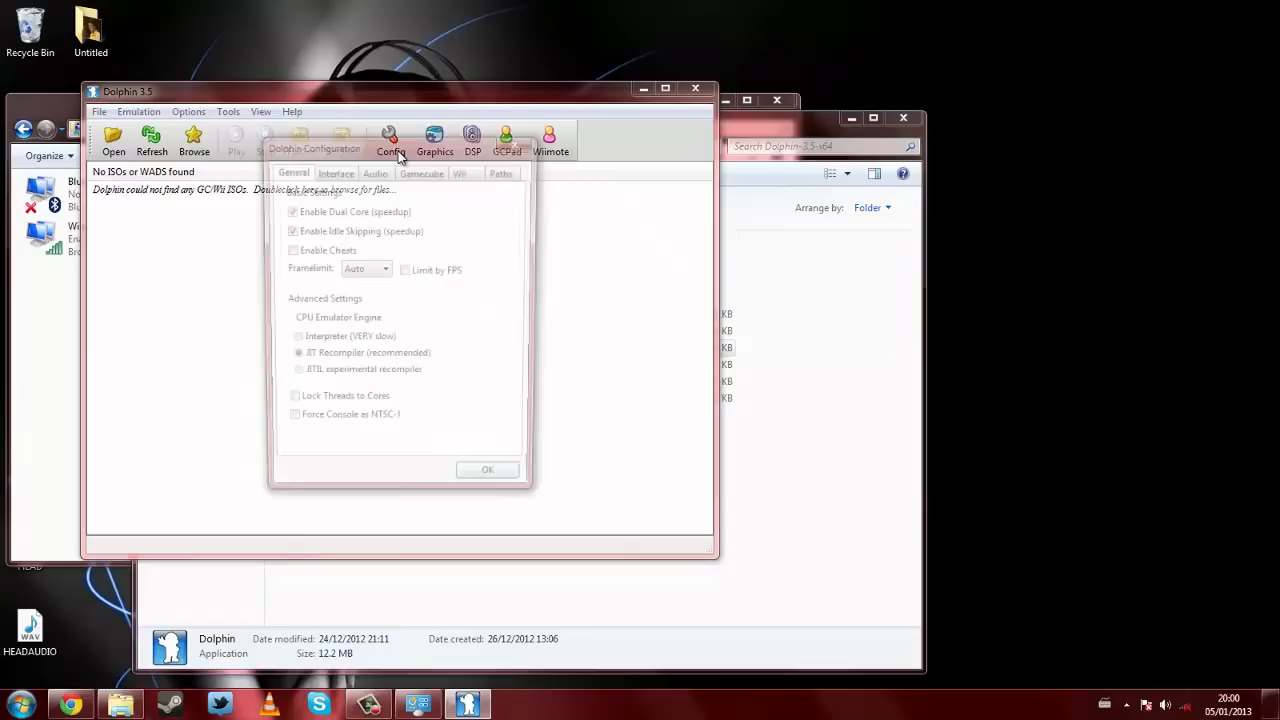 Recycle Bin
Untitled
Dolphin 3.5
File Emulation Options Tools View Help
Organize
Open Refresh Browse Play Config Graphics DSP GCPad Wiimote
Dolphin Configuration
Search Dolphin-3.5-x64
No ISOs or WADS found
General Interface Audio Gamecube Wii Paths
Dolphin could not find any GC/Wii ISOs. Doubleclick here to browse for files...
Basic Settings
Arrange by: Folder
Enable Dual Core (speedup)
Enable Idle Skipping (speedup)
Enable Cheats
Framelimit: Auto Limit by FPS
Advanced Settings
CPU Emulator Engine
Interpreter (VERY slow)
JIT Recompiler (recommended)
JITIL experimental recompiler
Lock Threads to Cores
Force Console as NTSC-J
OK
KB
KB
KB
KB
KB
KB
HEAD
Dolphin Date modified: 24/12/2012 21:11 Date created: 26/12/2012 13:06
Application Size: 12.2 MB
WAV
HEADAUDIO
20:00
05/01/2013